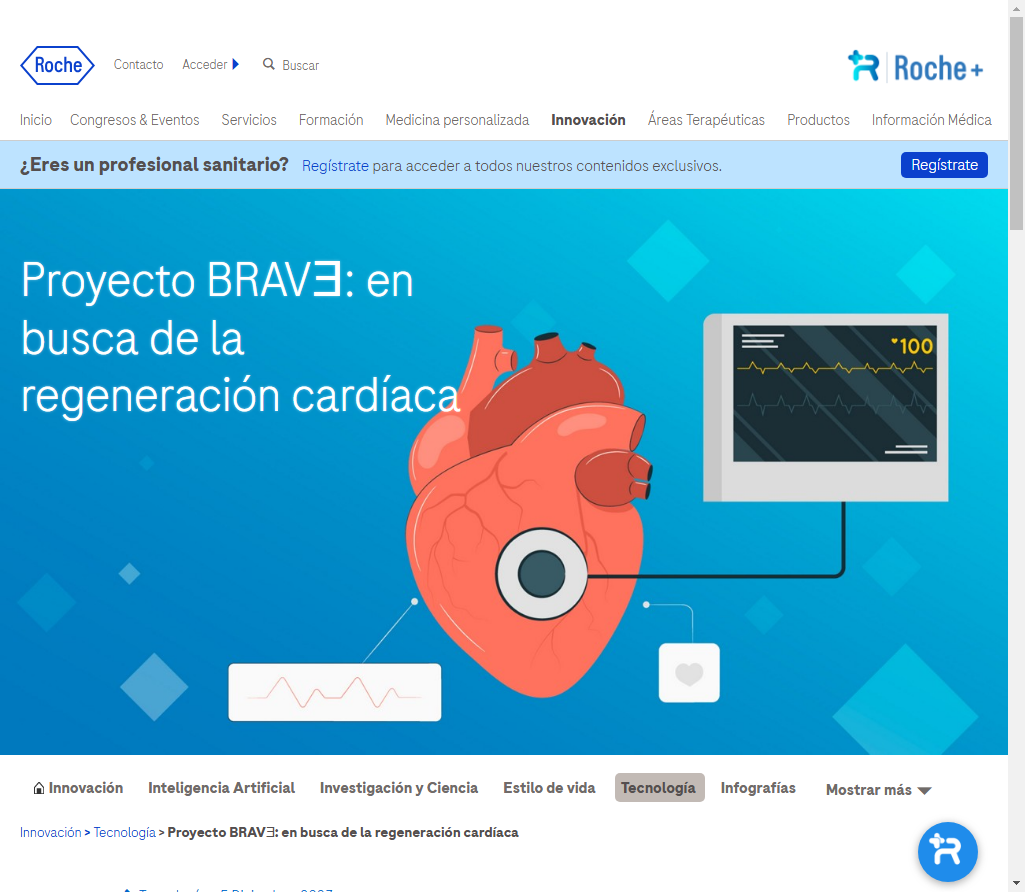 Roche
Contacto
Acceder
Buscar
Roche+
Inicio
Congresos & Eventos
Servicios
Formación
Medicina personalizada
Innovación
Áreas Terapéuticas
Productos
Información Médica
¿Eres un profesional sanitario? Regístrate para acceder a todos nuestros contenidos exclusivos.
Regístrate
Proyecto BRAVƎ: en
busca de la
regeneración cardíaca
100
Innovación
Inteligencia Artificial
Investigación y Ciencia
Estilo de vida
Tecnología
Infografías
Mostrar más
Innovación > Tecnología > Proyecto BRAVƎ: en busca de la regeneración cardíaca